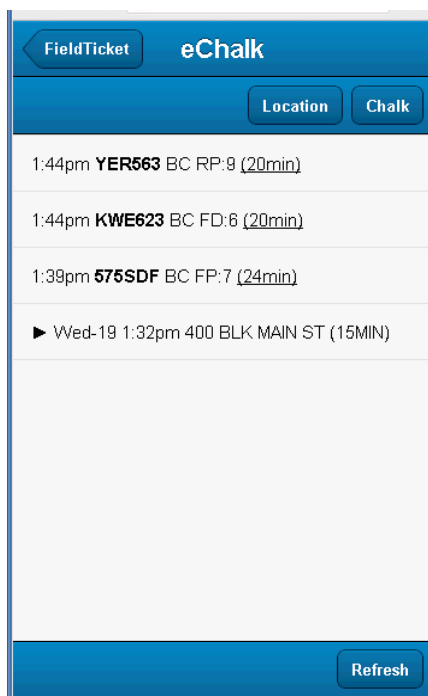 FieldTicket eChalk
Location Chalk
1:44pm YER563 BC RP:9 (20min)
1:44pm KWE623 BC FD:6 (20min)
1:39pm 575SDF BC FP:7 (24min)
► Wed-19 1:32pm 400 BLK MAIN ST (15MIN)
Refresh